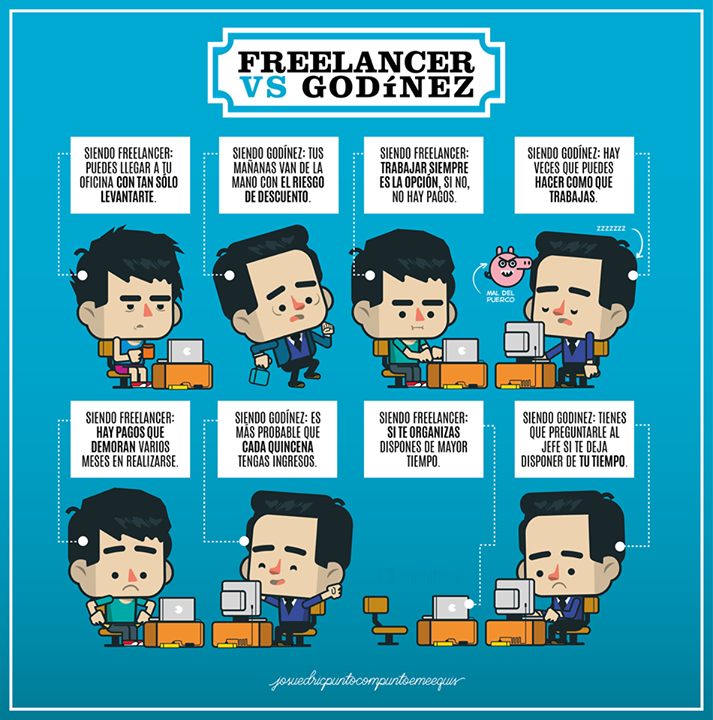 FREELANCER
VS GODíNEZ
SIENDO FREELANCER:
PUEDES LLEGAR A TU
OFICINA CON TAN SÓLO
LEVANTARTE.
SIENDO GODÍNEZ: TUS
MAÑANAS VAN DE LA
MANO CON EL RIESGO
DE DESCUENTO.
SIENDO FREELANCER:
TRABAJAR SIEMPRE
ES LA OPCIÓN, SI NO,
NO HAY PAGOS.
SIENDO GODÍNEZ: HAY
VECES QUE PUEDES
HACER COMO QUE
TRABAJAS.
ZZZZZZZ
MAL DEL
PUERCO
SIENDO FREELANCER:
HAY PAGOS QUE
DEMORAN VARIOS
MESES EN REALIZARSE.
SIENDO GODÍNEZ: ES
MÁS PROBABLE QUE
CADA QUINCENA
TENGAS INGRESOS.
SIENDO FREELANCER:
SI TE ORGANIZAS
DISPONES DE MAYOR
TIEMPO.
SIENDO GODINEZ: TIENES
QUE PREGUNTARLE AL
JEFE SI TE DEJA
DISPONER DE TU TIEMPO.
josuedricpuntocompuntoemeequis